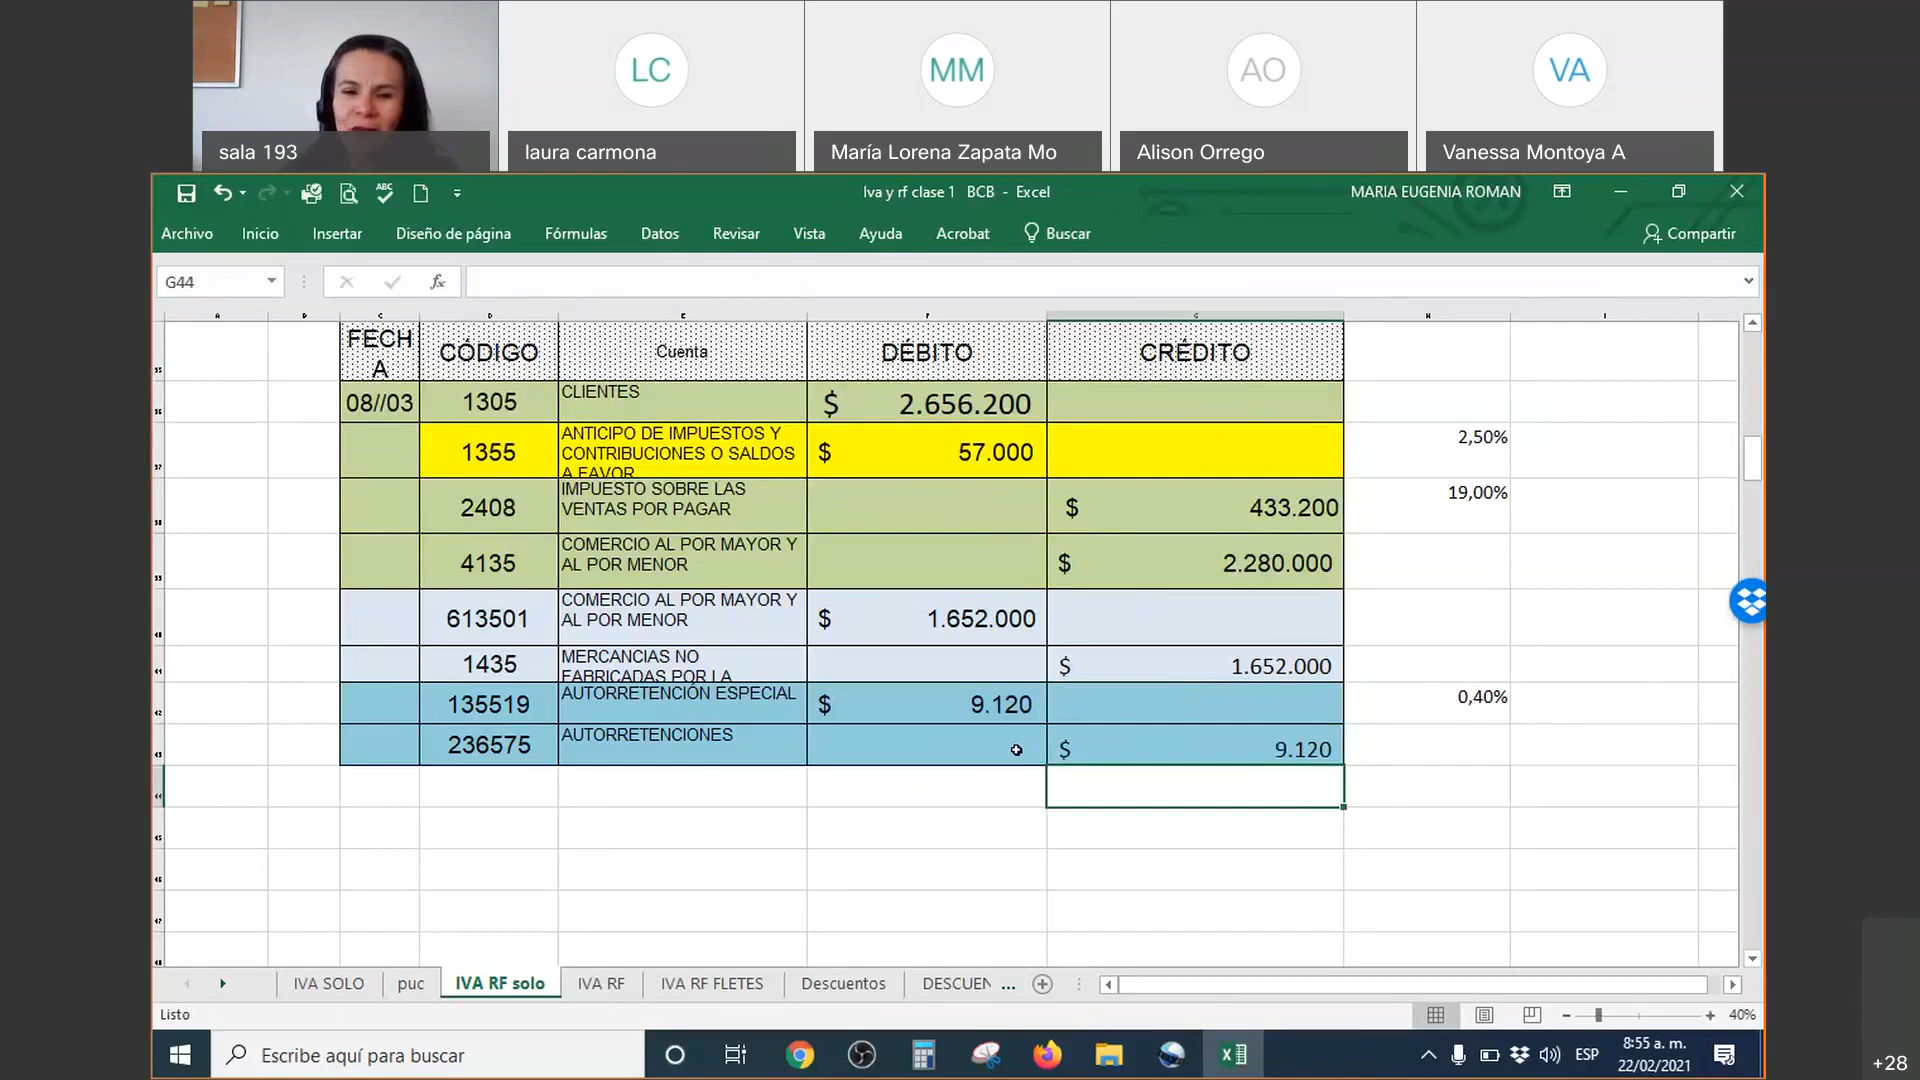 LC
MM
AO
VA
sala 193
laura carmona
María Lorena Zapata Mo
Alison Orrego
Vanessa Montoya A
ABC
Iva y rf clase 1 BCB - Excel
MARIA EUGENIA ROMAN
Archivo
Inicio
Insertar
Diseño de página
Fórmulas
Datos
Revisar
Vista
Ayuda
Acrobat
Buscar
Compartir
G44
fx
FECH
A
CÓDIGO
Cuenta
DÉBITO
CRÉDITO
08//03
1305
CLIENTES
$ 2.656.200
1355
ANTICIPO DE IMPUESTOS Y
CONTRIBUCIONES O SALDOS
A FAVOR
$ 57.000
2,50%
2408
IMPUESTO SOBRE LAS
VENTAS POR PAGAR
$ 433.200
19,00%
4135
COMERCIO AL POR MAYOR Y
AL POR MENOR
$ 2.280.000
613501
COMERCIO AL POR MAYOR Y
AL POR MENOR
$ 1.652.000
1435
MERCANCIAS NO
FABRICADAS POR LA
$ 1.652.000
135519
AUTORRETENCIÓN ESPECIAL
$ 9.120
0,40%
236575
AUTORRETENCIONES
$ 9.120
IVA SOLO
puc
IVA RF solo
IVA RF
IVA RF FLETES
Descuentos
DESCUEN ...
Listo
40%
Escribe aquí para buscar
ESP
8:55 a. m.
22/02/2021
+28